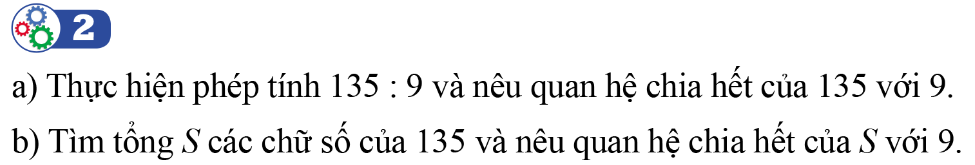 2
a) Thực hiện phép tính 135 : 9 và nêu quan hệ chia hết của 135 với 9.
b) Tìm tổng S các chữ số của 135 và nêu quan hệ chia hết của S với 9.